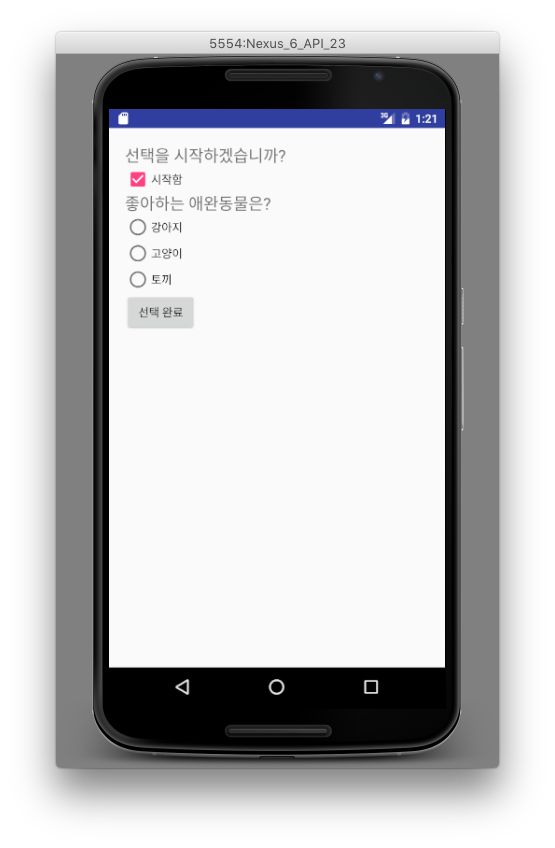 5554:Nexus_6_API_23
3G 1:21
선택을 시작하겠습니까?
시작함
좋아하는 애완동물은?
강아지
고양이
토끼
선택 완료